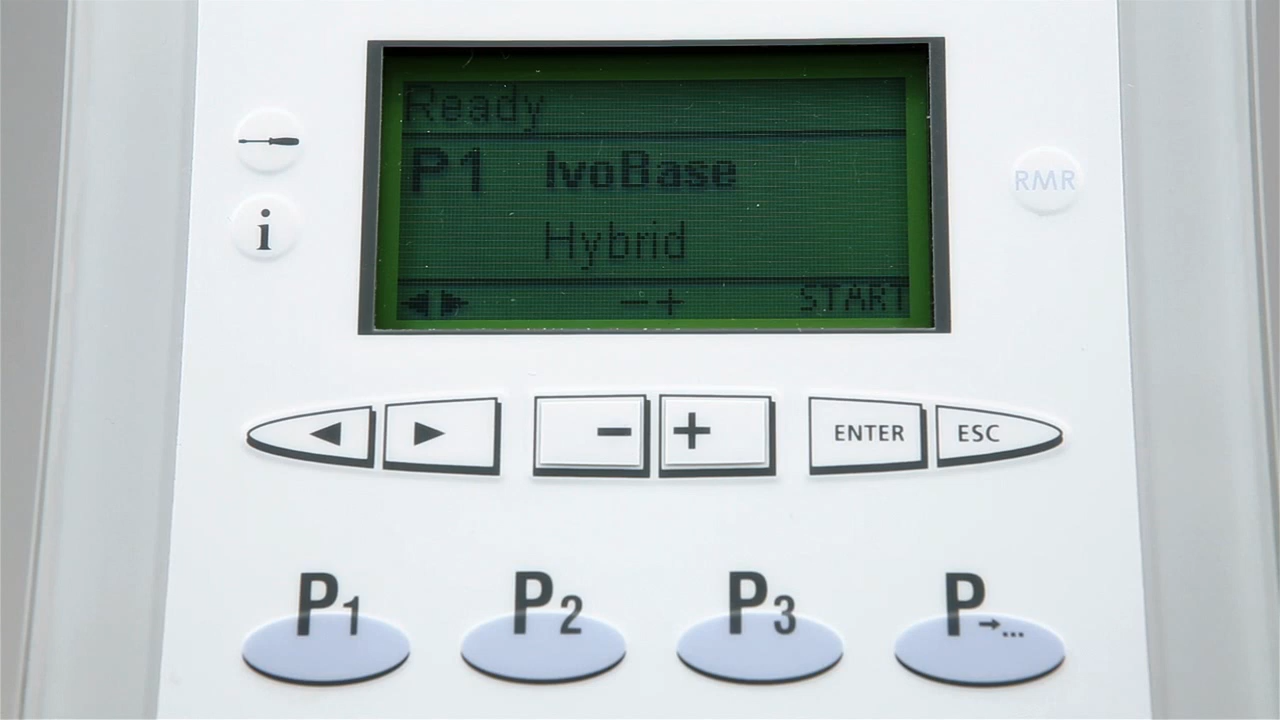 Ready
P1 IvoBase
Hybrid
−+ START
i
RMR
− + ENTER ESC
P1 P2 P3 P→...